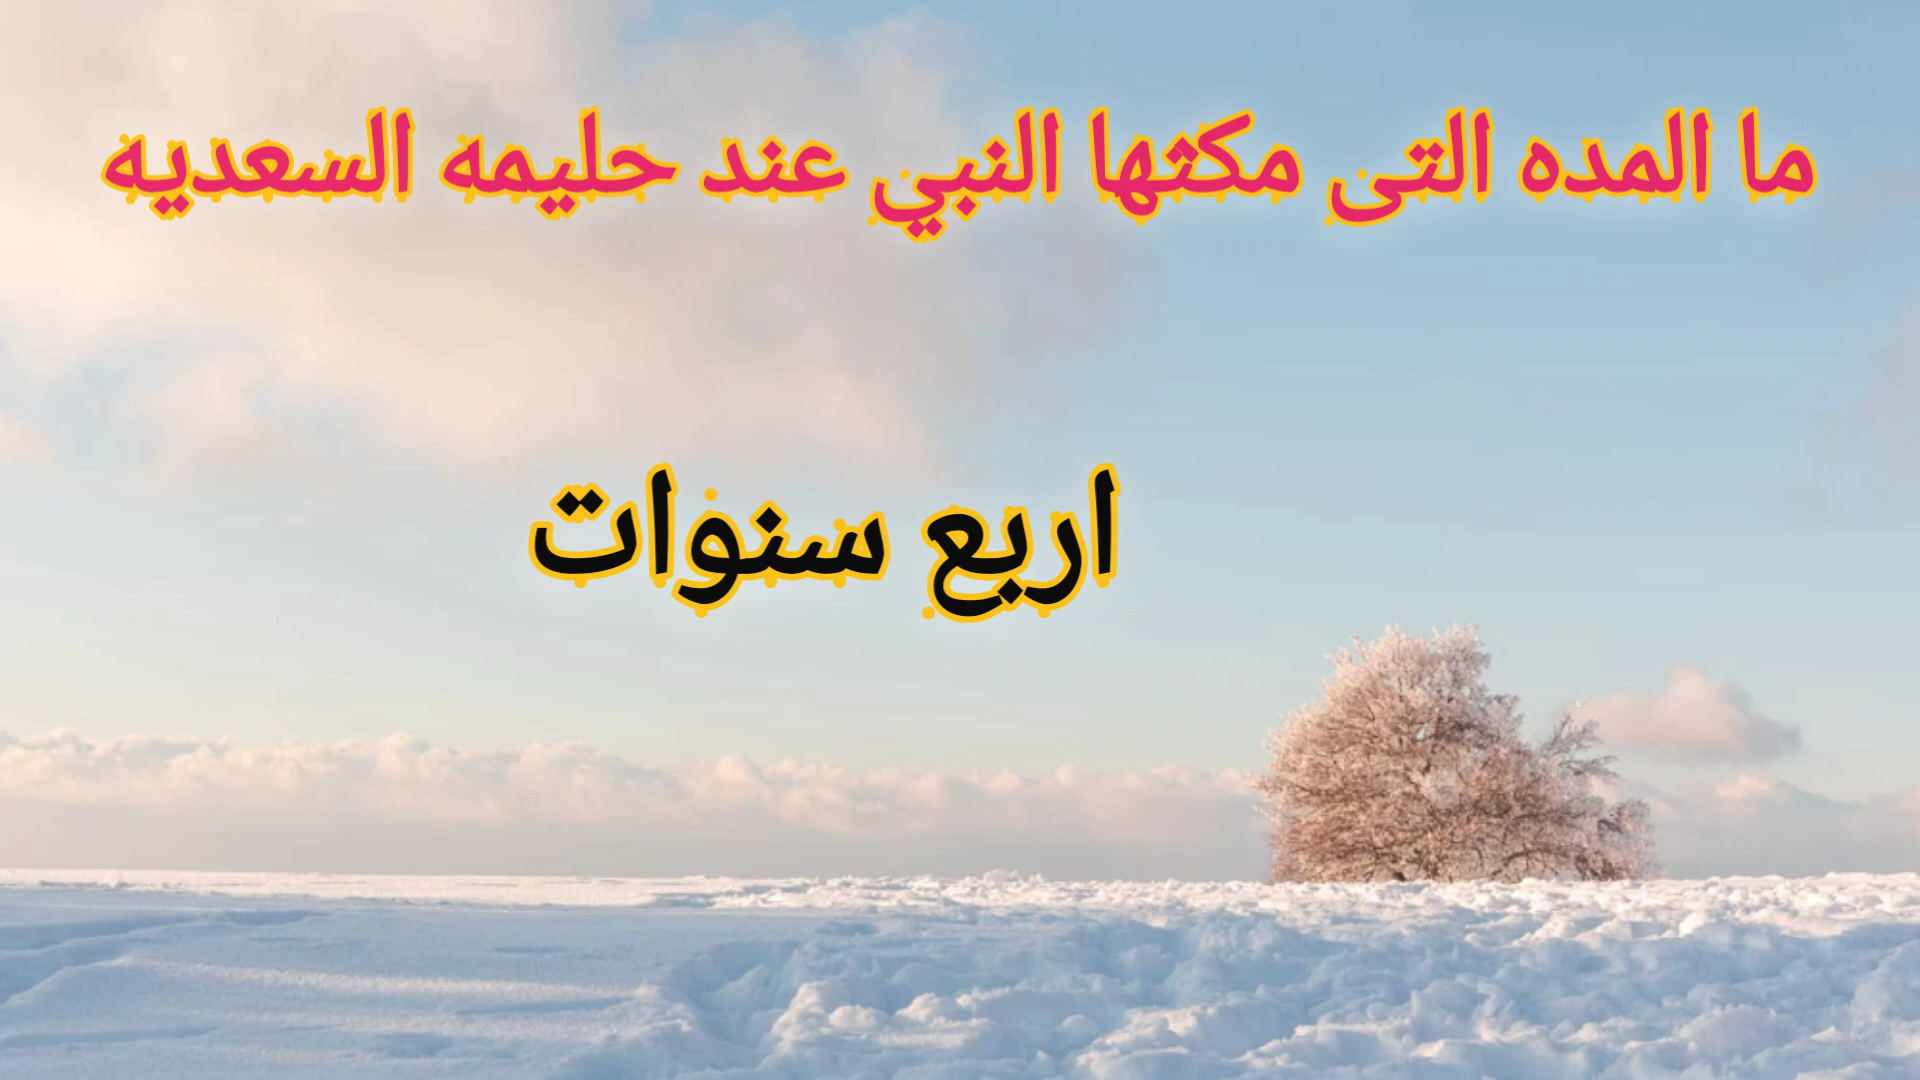 ما المده التى مكثها النبي عند حليمه السعديه
اربع سنوات